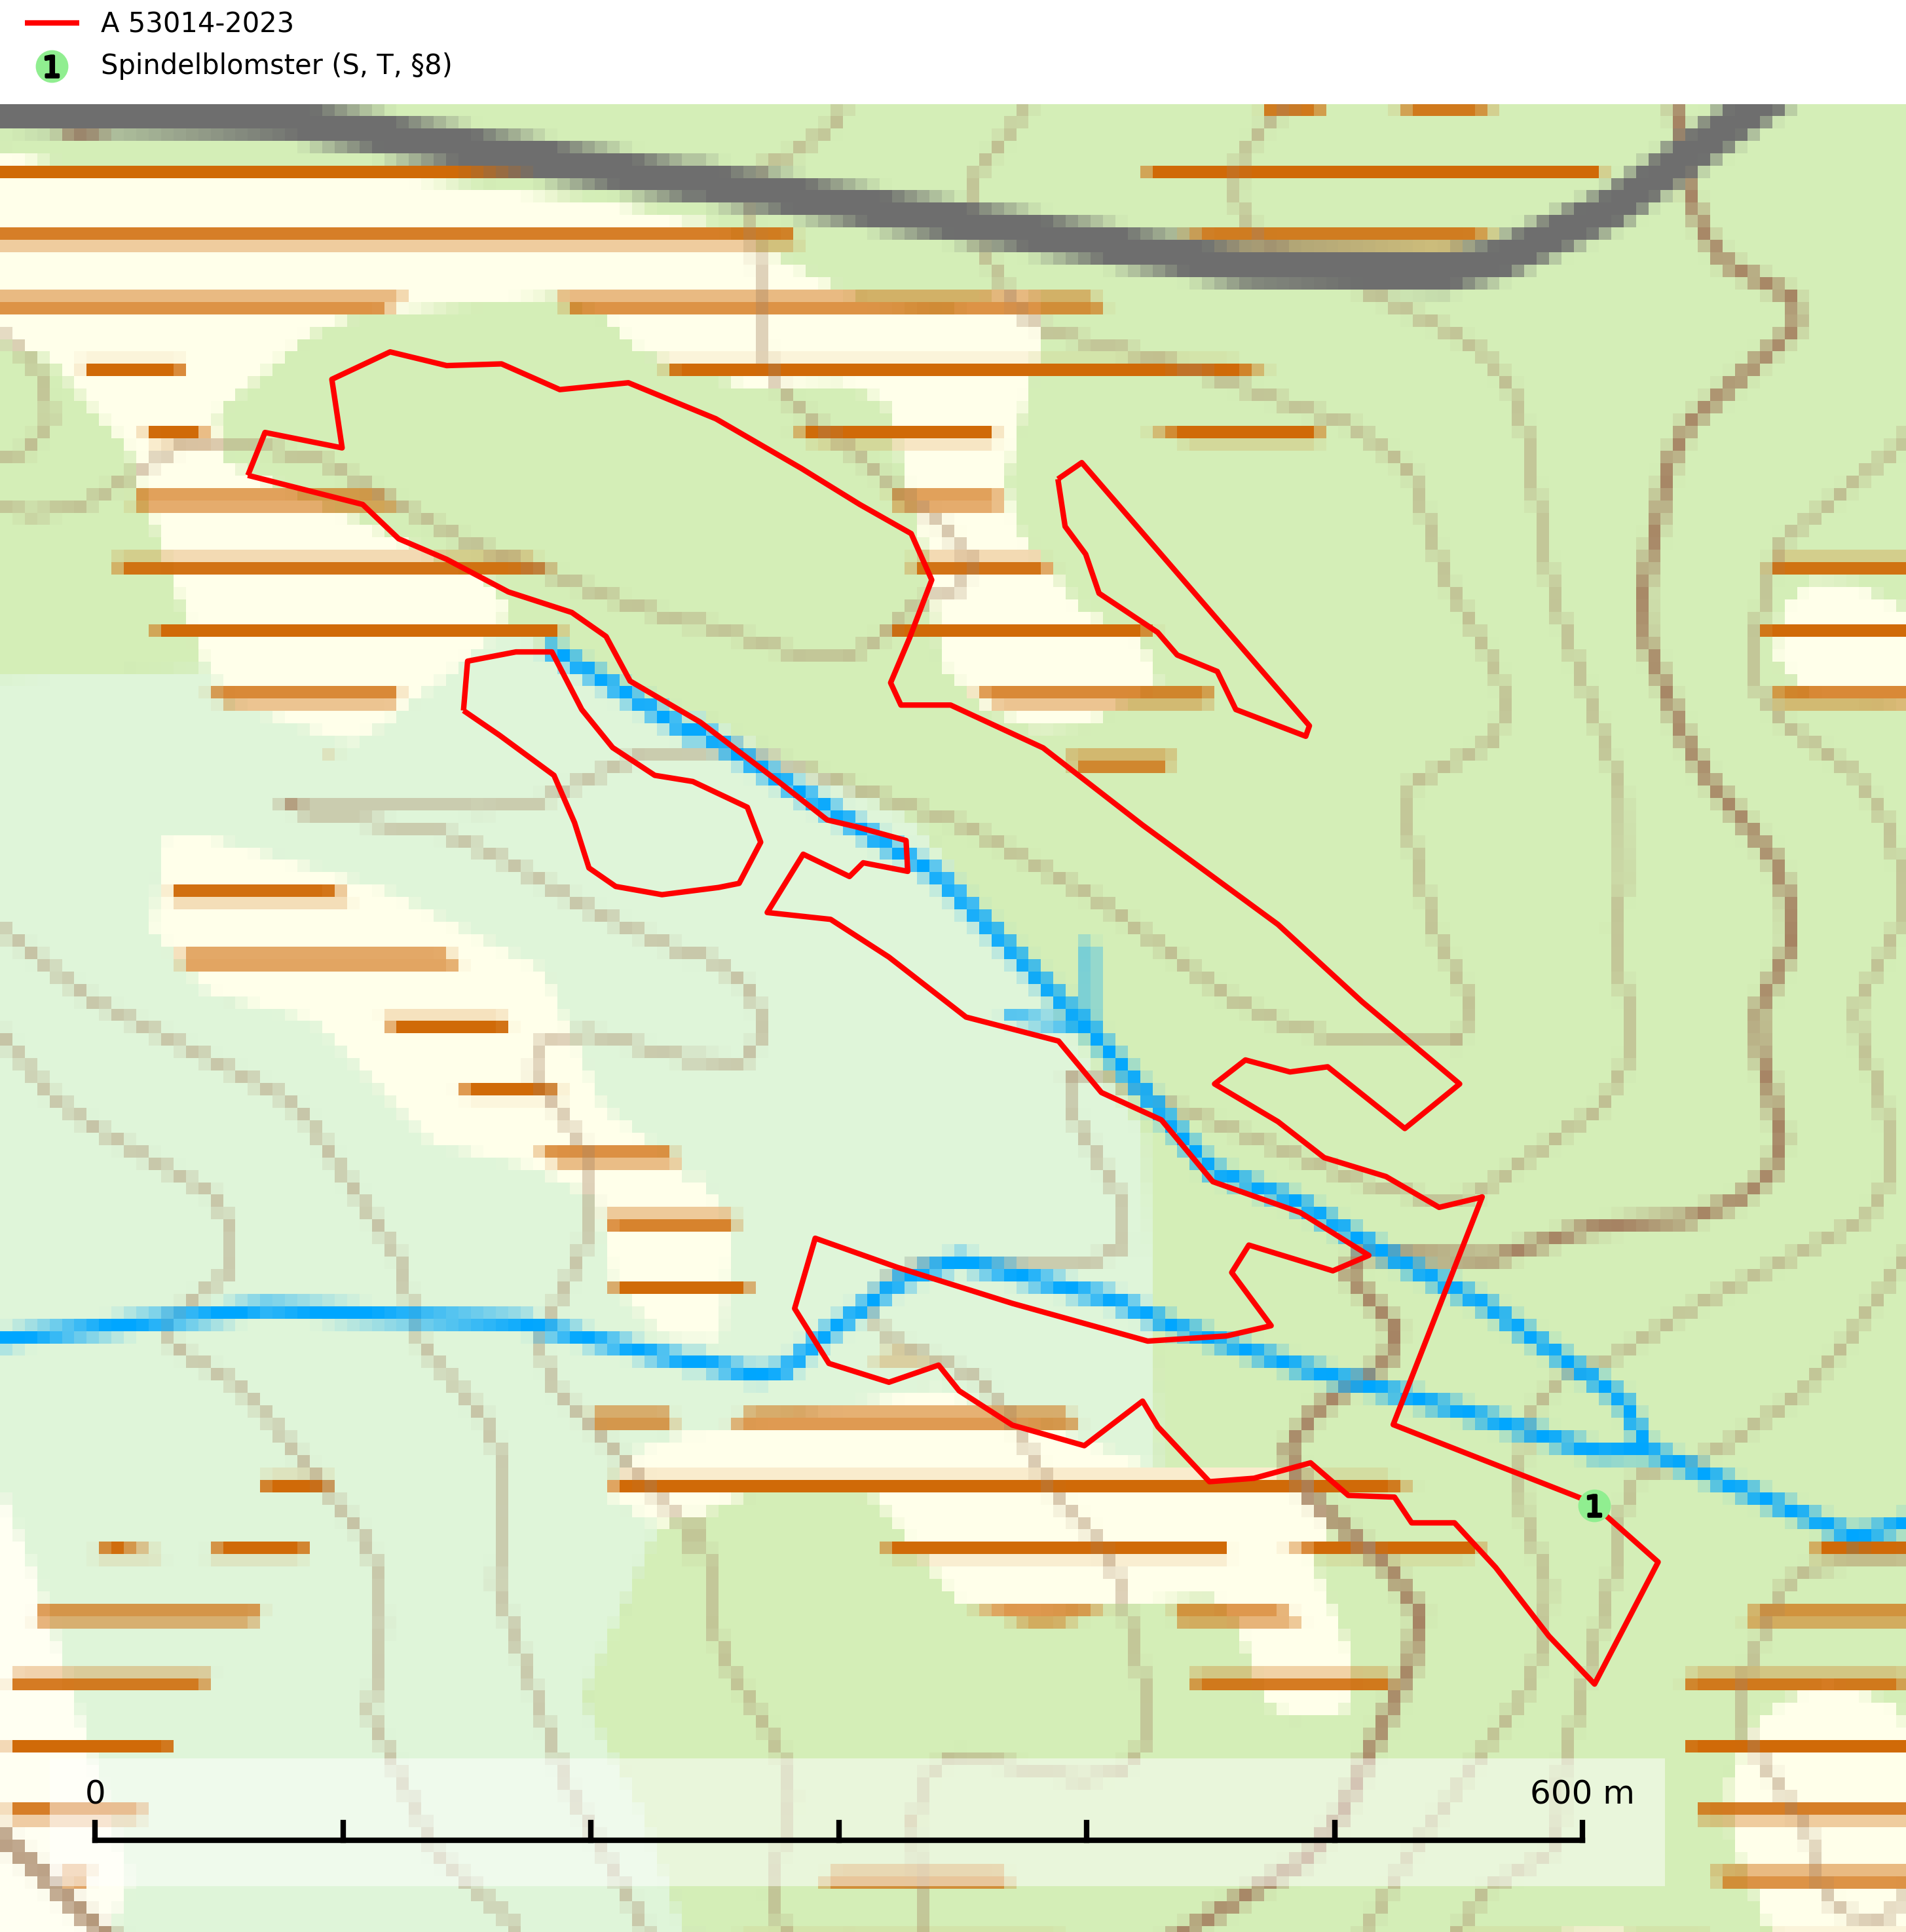 A 53014-2023
1 Spindelblomster (S, T, §8)
1
0 600 m